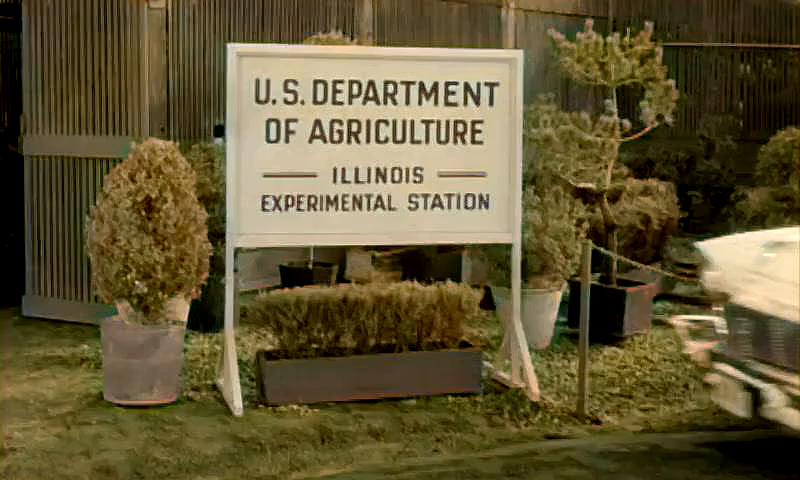 U.S. DEPARTMENT
OF AGRICULTURE
ILLINOIS
EXPERIMENTAL STATION